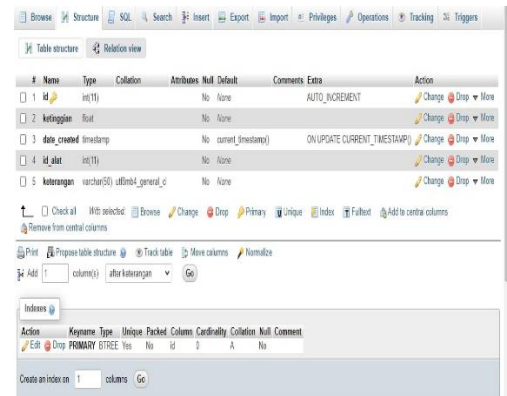 Browse Structure SQL Search Insert Export Import Privileges Operations Tracking Triggers
Table structure Relation view
# Name Type Collation Attributes Null Default Comments Extra Action
1 id int(11) No None AUTO_INCREMENT Change Drop More
2 ketinggian float No None Change Drop More
3 date_created timestamp No current_timestamp() ON UPDATE CURRENT_TIMESTAMP() Change Drop More
4 id_alat int(11) No None Change Drop More
5 keterangan varchar(50) utf8mb4_general_ci No None Change Drop More
Check all With selected: Browse Change Drop Primary Unique Index Fulltext Add to central columns
Remove from central columns
Print Propose table structure Track table Move columns Normalize
Add 1 column(s) after keterangan Go
Indexes
Action Keyname Type Unique Packed Column Cardinality Collation Null Comment
Edit Drop PRIMARY BTREE Yes No id 0 A No
Create an index on 1 columns Go